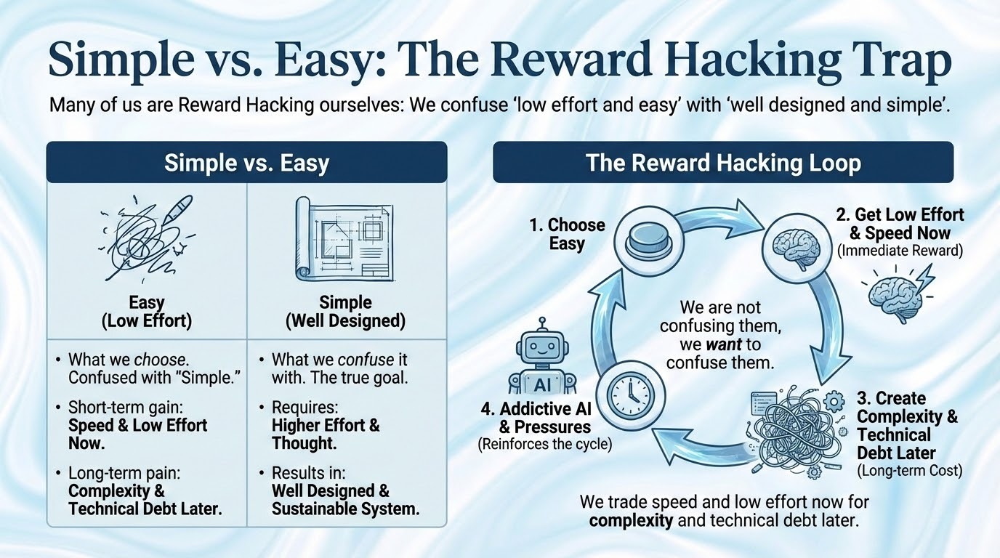 Simple vs. Easy: The Reward Hacking Trap
Many of us are Reward Hacking ourselves: We confuse ‘low effort and easy’ with ‘well designed and simple’.
Simple vs. Easy
Easy
(Low Effort)
• What we choose.
Confused with “Simple.”
• Short-term gain:
Speed & Low Effort
Now.
• Long-term pain:
Complexity &
Technical Debt Later.
Simple
(Well Designed)
• What we confuse it
with. The true goal.
• Requires:
Higher Effort &
Thought.
• Results in:
Well Designed &
Sustainable System.
The Reward Hacking Loop
1. Choose
Easy
2. Get Low Effort
& Speed Now
(Immediate Reward)
We are not
confusing them,
we want to
confuse them.
3. Create
Complexity &
Technical
Debt Later
(Long-term Cost)
AI
4. Addictive AI
& Pressures
(Reinforces the cycle)
We trade speed and low effort now for
complexity and technical debt later.